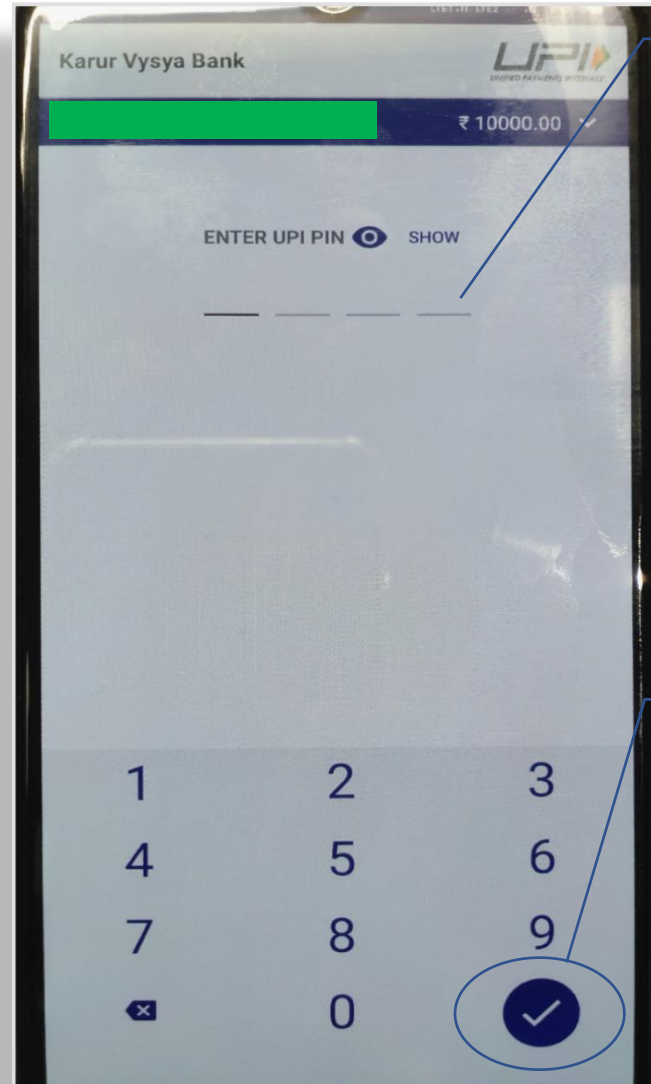 Karur Vysya Bank
UPI
UNIFIED PAYMENTS INTERFACE
₹ 10000.00
ENTER UPI PIN SHOW
1 2 3
4 5 6
7 8 9
0